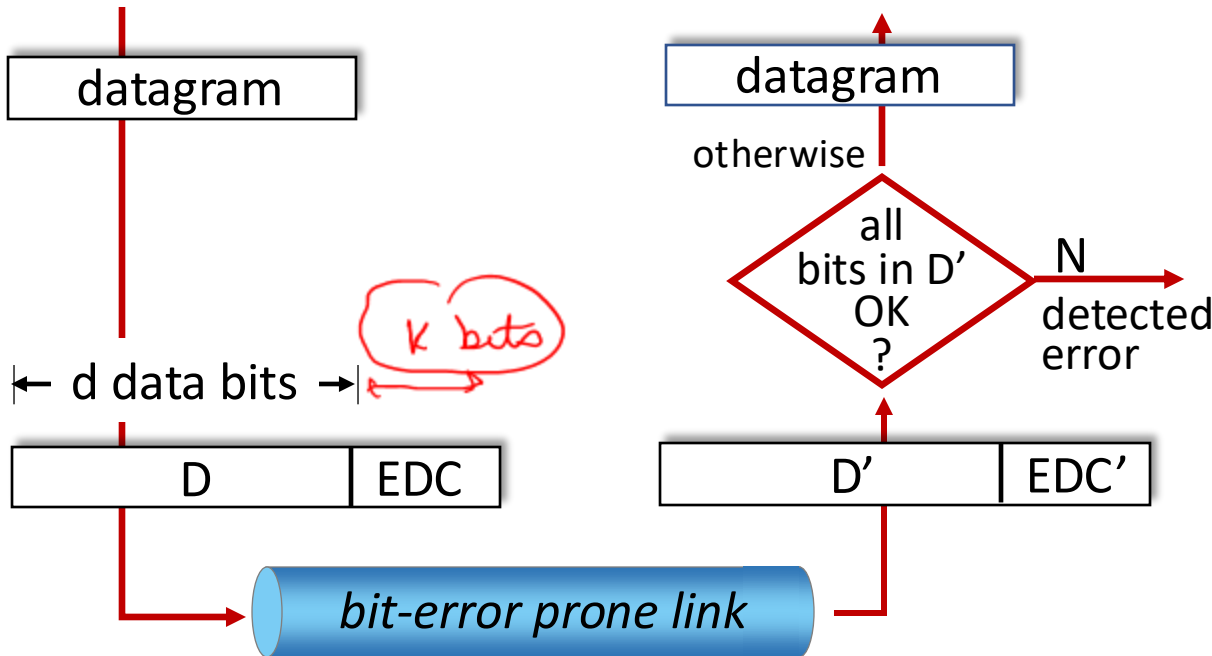 datagram
datagram
otherwise
all
bits in D’
OK
?
N
detected
error
K bits
d data bits
D
EDC
D’
EDC’
bit-error prone link